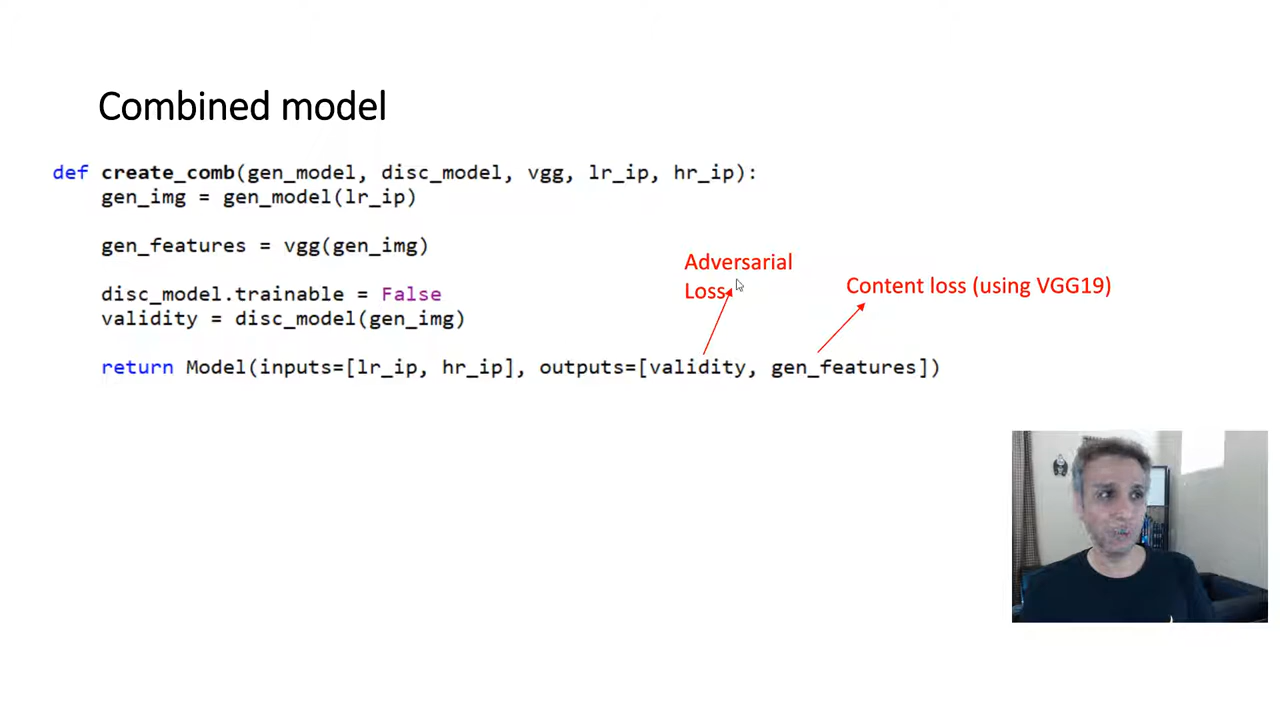 Combined model
def create_comb(gen_model, disc_model, vgg, lr_ip, hr_ip):
gen_img = gen_model(lr_ip)
gen_features = vgg(gen_img)
Adversarial
Loss
Content loss (using VGG19)
disc_model.trainable = False
validity = disc_model(gen_img)
return Model(inputs=[lr_ip, hr_ip], outputs=[validity, gen_features])